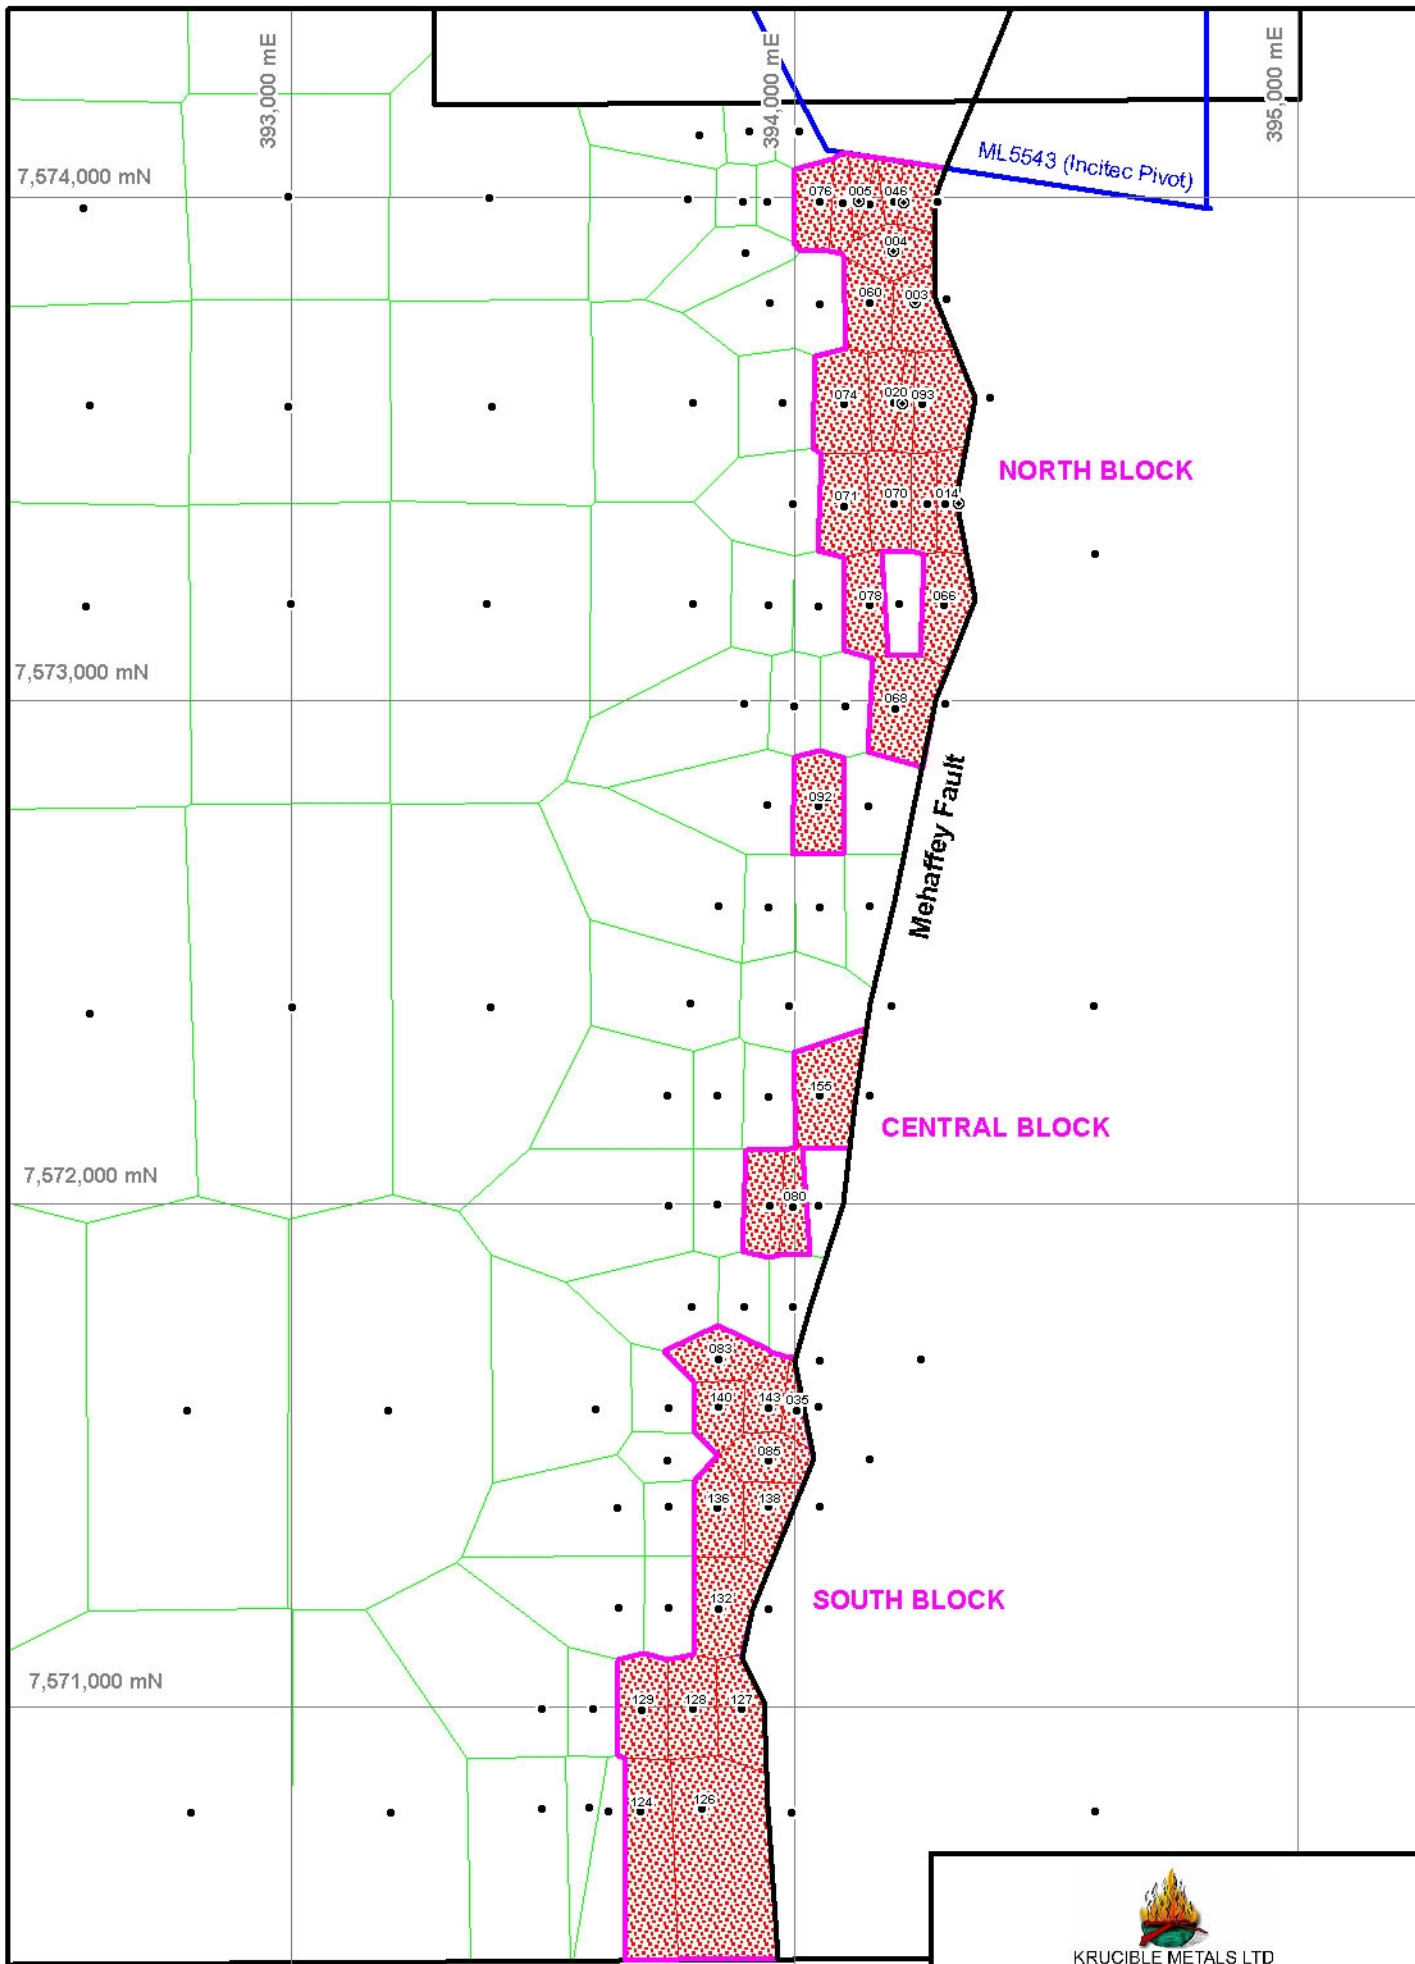 393,000 mE
394,000 mE
395,000 mE
ML5543 (Incitec Pivot)
7,574,000 mN
076 005 046
004
060 003
074 020 093
NORTH BLOCK
071 070 014
078 066
7,573,000 mN
068
Mehaffey Fault
092
155
CENTRAL BLOCK
7,572,000 mN
080
083
140 143 035
085
136 138
132
SOUTH BLOCK
7,571,000 mN
129 128 127
124 126
KRUCIBLE METALS LTD